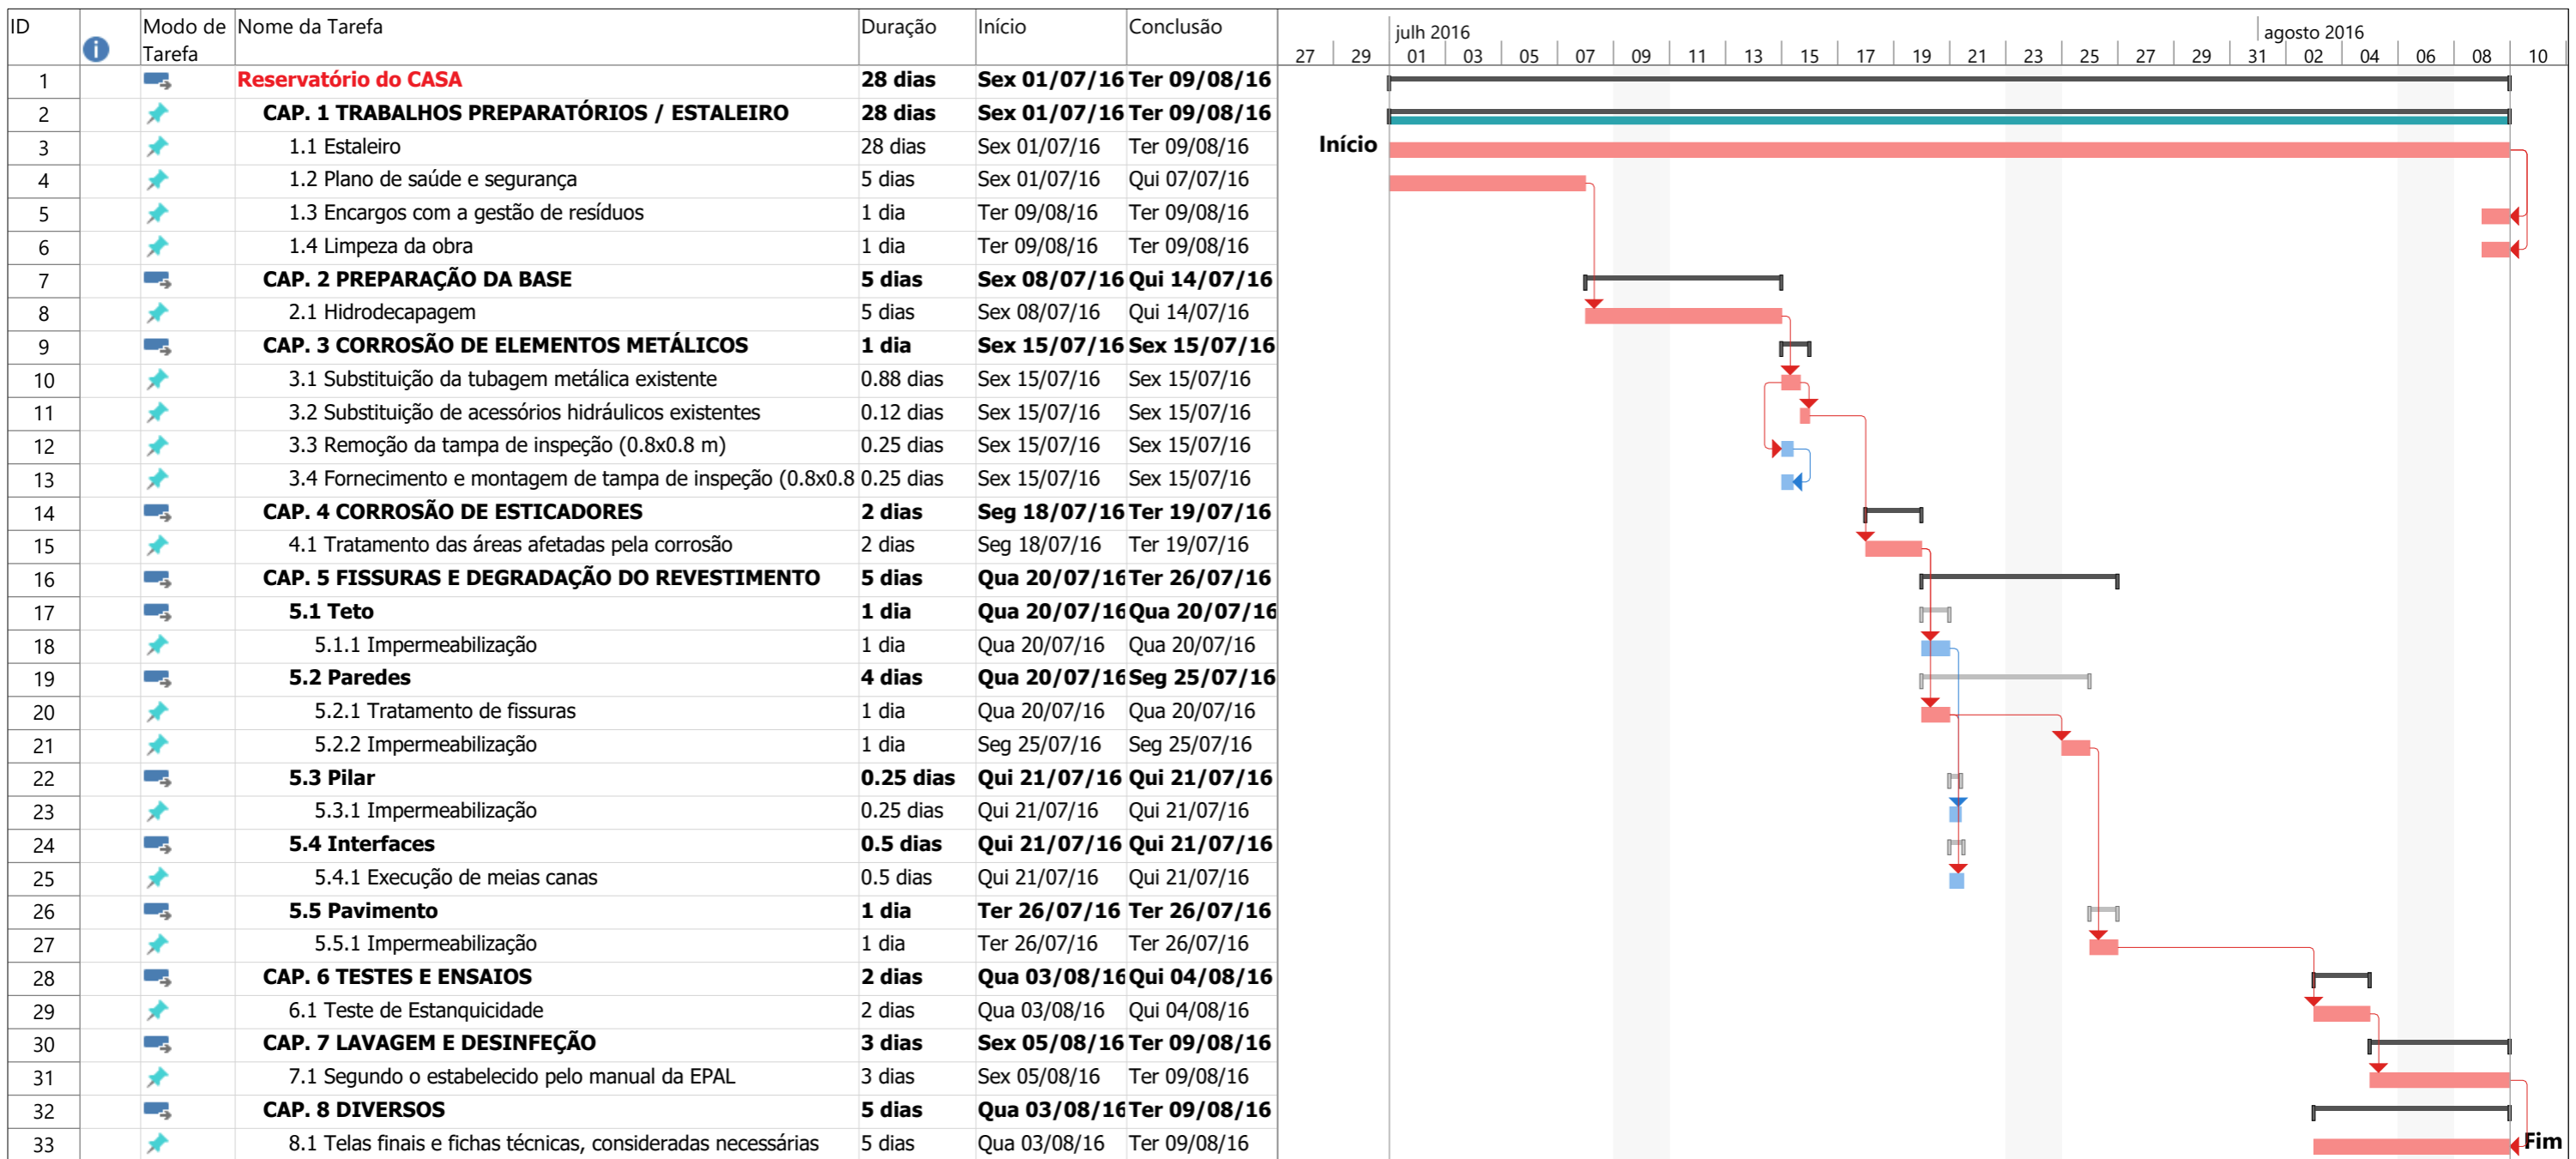 ID Modo de Tarefa Nome da Tarefa Duração Início Conclusão
julh 2016 agosto 2016
27 29 01 03 05 07 09 11 13 15 17 19 21 23 25 27 29 31 02 04 06 08 10
1 Reservatório do CASA 28 dias Sex 01/07/16 Ter 09/08/16
2 CAP. 1 TRABALHOS PREPARATÓRIOS / ESTALEIRO 28 dias Sex 01/07/16 Ter 09/08/16
3 1.1 Estaleiro 28 dias Sex 01/07/16 Ter 09/08/16 Início
4 1.2 Plano de saúde e segurança 5 dias Sex 01/07/16 Qui 07/07/16
5 1.3 Encargos com a gestão de resíduos 1 dia Ter 09/08/16 Ter 09/08/16
6 1.4 Limpeza da obra 1 dia Ter 09/08/16 Ter 09/08/16
7 CAP. 2 PREPARAÇÃO DA BASE 5 dias Sex 08/07/16 Qui 14/07/16
8 2.1 Hidrodecapagem 5 dias Sex 08/07/16 Qui 14/07/16
9 CAP. 3 CORROSÃO DE ELEMENTOS METÁLICOS 1 dia Sex 15/07/16 Sex 15/07/16
10 3.1 Substituição da tubagem metálica existente 0.88 dias Sex 15/07/16 Sex 15/07/16
11 3.2 Substituição de acessórios hidráulicos existentes 0.12 dias Sex 15/07/16 Sex 15/07/16
12 3.3 Remoção da tampa de inspeção (0.8x0.8 m) 0.25 dias Sex 15/07/16 Sex 15/07/16
13 3.4 Fornecimento e montagem de tampa de inspeção (0.8x0.8 0.25 dias Sex 15/07/16 Sex 15/07/16
14 CAP. 4 CORROSÃO DE ESTICADORES 2 dias Seg 18/07/16 Ter 19/07/16
15 4.1 Tratamento das áreas afetadas pela corrosão 2 dias Seg 18/07/16 Ter 19/07/16
16 CAP. 5 FISSURAS E DEGRADAÇÃO DO REVESTIMENTO 5 dias Qua 20/07/16 Ter 26/07/16
17 5.1 Teto 1 dia Qua 20/07/16 Qua 20/07/16
18 5.1.1 Impermeabilização 1 dia Qua 20/07/16 Qua 20/07/16
19 5.2 Paredes 4 dias Qua 20/07/16 Seg 25/07/16
20 5.2.1 Tratamento de fissuras 1 dia Qua 20/07/16 Qua 20/07/16
21 5.2.2 Impermeabilização 1 dia Seg 25/07/16 Seg 25/07/16
22 5.3 Pilar 0.25 dias Qui 21/07/16 Qui 21/07/16
23 5.3.1 Impermeabilização 0.25 dias Qui 21/07/16 Qui 21/07/16
24 5.4 Interfaces 0.5 dias Qui 21/07/16 Qui 21/07/16
25 5.4.1 Execução de meias canas 0.5 dias Qui 21/07/16 Qui 21/07/16
26 5.5 Pavimento 1 dia Ter 26/07/16 Ter 26/07/16
27 5.5.1 Impermeabilização 1 dia Ter 26/07/16 Ter 26/07/16
28 CAP. 6 TESTES E ENSAIOS 2 dias Qua 03/08/16 Qui 04/08/16
29 6.1 Teste de Estanquicidade 2 dias Qua 03/08/16 Qui 04/08/16
30 CAP. 7 LAVAGEM E DESINFEÇÃO 3 dias Sex 05/08/16 Ter 09/08/16
31 7.1 Segundo o estabelecido pelo manual da EPAL 3 dias Sex 05/08/16 Ter 09/08/16
32 CAP. 8 DIVERSOS 5 dias Qua 03/08/16 Ter 09/08/16
33 8.1 Telas finais e fichas técnicas, consideradas necessárias 5 dias Qua 03/08/16 Ter 09/08/16 Fim